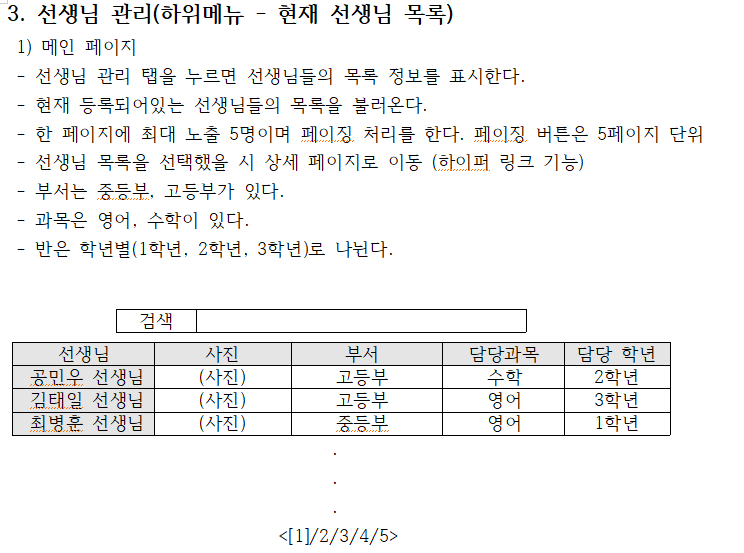 3. 선생님 관리(하위메뉴 - 현재 선생님 목록)
1) 메인 페이지
- 선생님 관리 탭을 누르면 선생님들의 목록 정보를 표시한다.
- 현재 등록되어있는 선생님들의 목록을 불러온다.
- 한 페이지에 최대 노출 5명이며 페이징 처리를 한다. 페이징 버튼은 5페이지 단위
- 선생님 목록을 선택했을 시 상세 페이지로 이동 (하이퍼 링크 기능)
- 부서는 중등부, 고등부가 있다.
- 과목은 영어, 수학이 있다.
- 반은 학년별(1학년, 2학년, 3학년)로 나뉜다.
검색
선생님 사진 부서 담당과목 담당 학년
공민우 선생님 (사진) 고등부 수학 2학년
김태일 선생님 (사진) 고등부 영어 3학년
최병훈 선생님 (사진) 중등부 영어 1학년
.
.
.
<[1]/2/3/4/5>